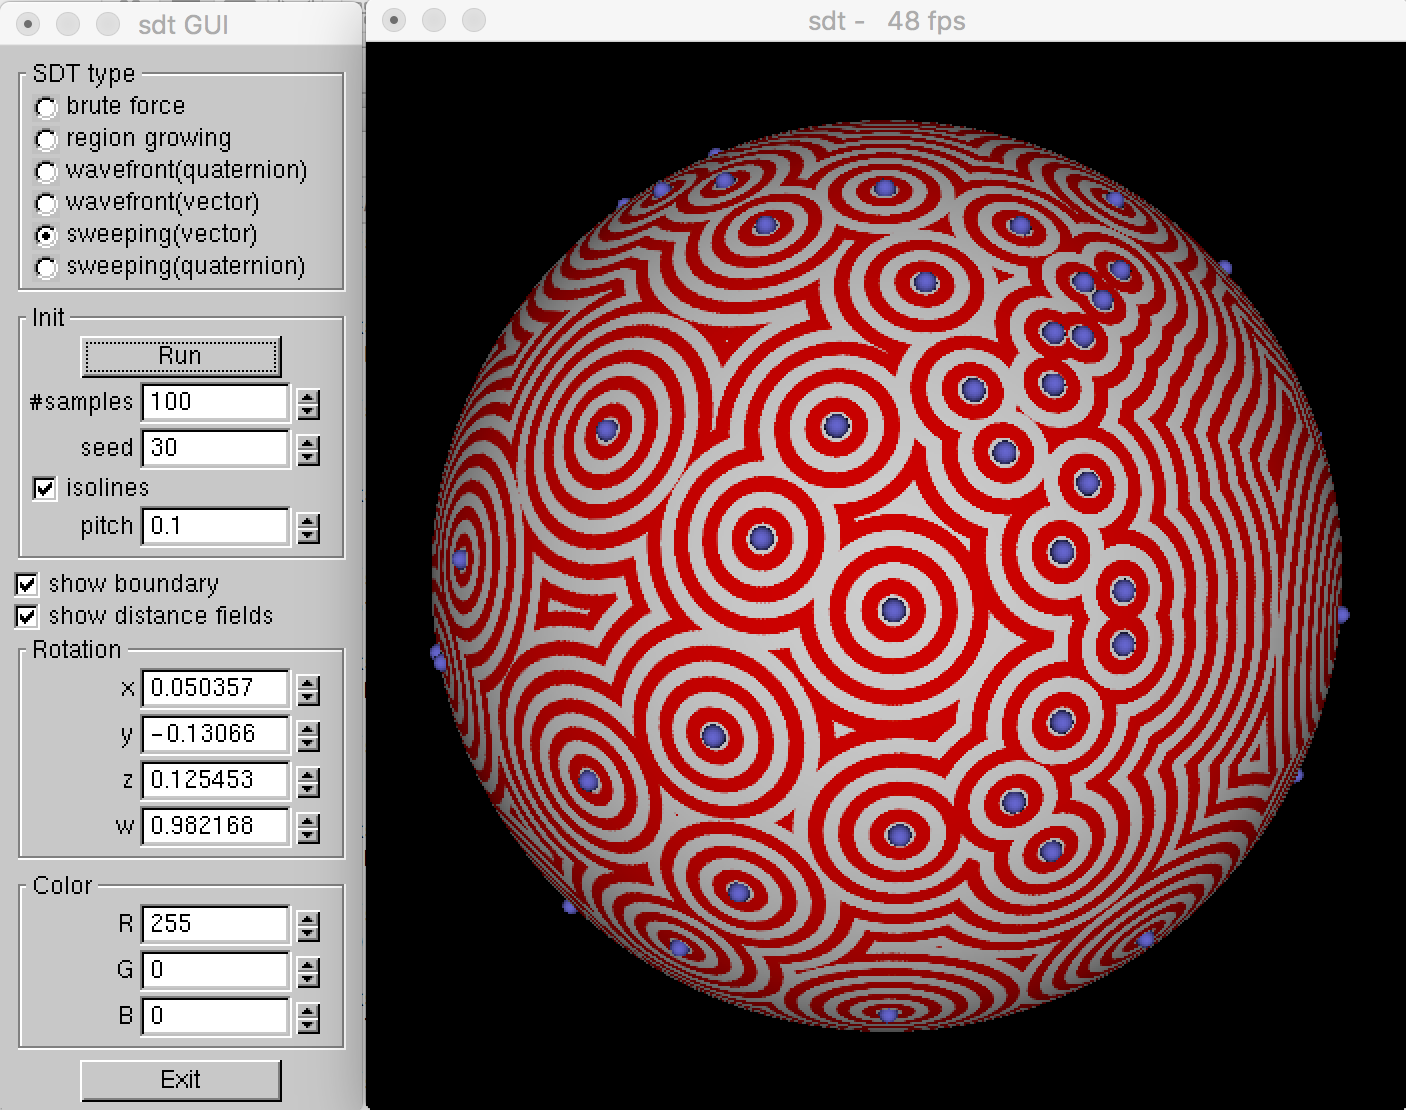 sdt GUI
SDT type
brute force
region growing
wavefront(quaternion)
wavefront(vector)
sweeping(vector)
sweeping(quaternion)
Init
Run
#samples 100
seed 30
isolines
pitch 0.1
show boundary
show distance fields
Rotation
x 0.050357
y -0.13066
z 0.125453
w 0.982168
Color
R 255
G 0
B 0
Exit
sdt - 48 fps